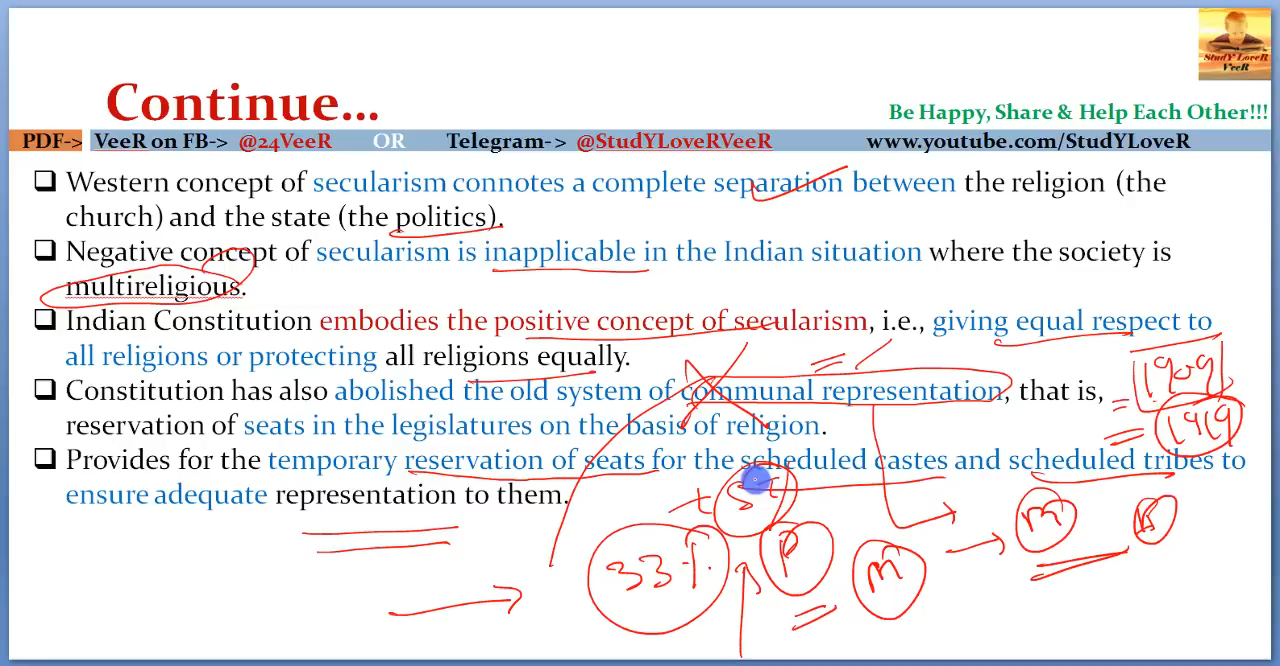 StudY LoveR
VeeR
Continue...
Be Happy, Share & Help Each Other!!!
PDF-> VeeR on FB-> @24VeeR OR Telegram-> @StudYLoveRVeeR www.youtube.com/StudYLoveR
❑ Western concept of secularism connotes a complete separation between the religion (the
church) and the state (the politics).
❑ Negative concept of secularism is inapplicable in the Indian situation where the society is
multireligious.
❑ Indian Constitution embodies the positive concept of secularism, i.e., giving equal respect to
all religions or protecting all religions equally.
1909
❑ Constitution has also abolished the old system of communal representation, that is,
reservation of seats in the legislatures on the basis of religion.
1919
❑ Provides for the temporary reservation of seats for the scheduled castes and scheduled tribes to
ensure adequate representation to them.
33 %
P
m
m